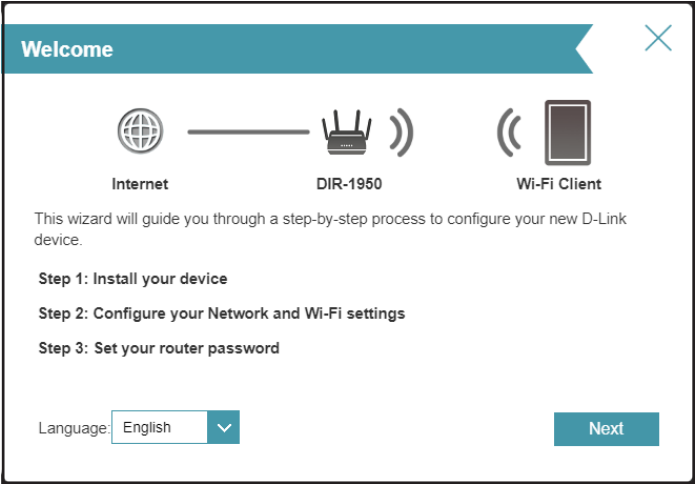 Welcome
Internet
DIR-1950
Wi-Fi Client
This wizard will guide you through a step-by-step process to configure your new D-Link
device.
Step 1: Install your device
Step 2: Configure your Network and Wi-Fi settings
Step 3: Set your router password
Language: English
Next